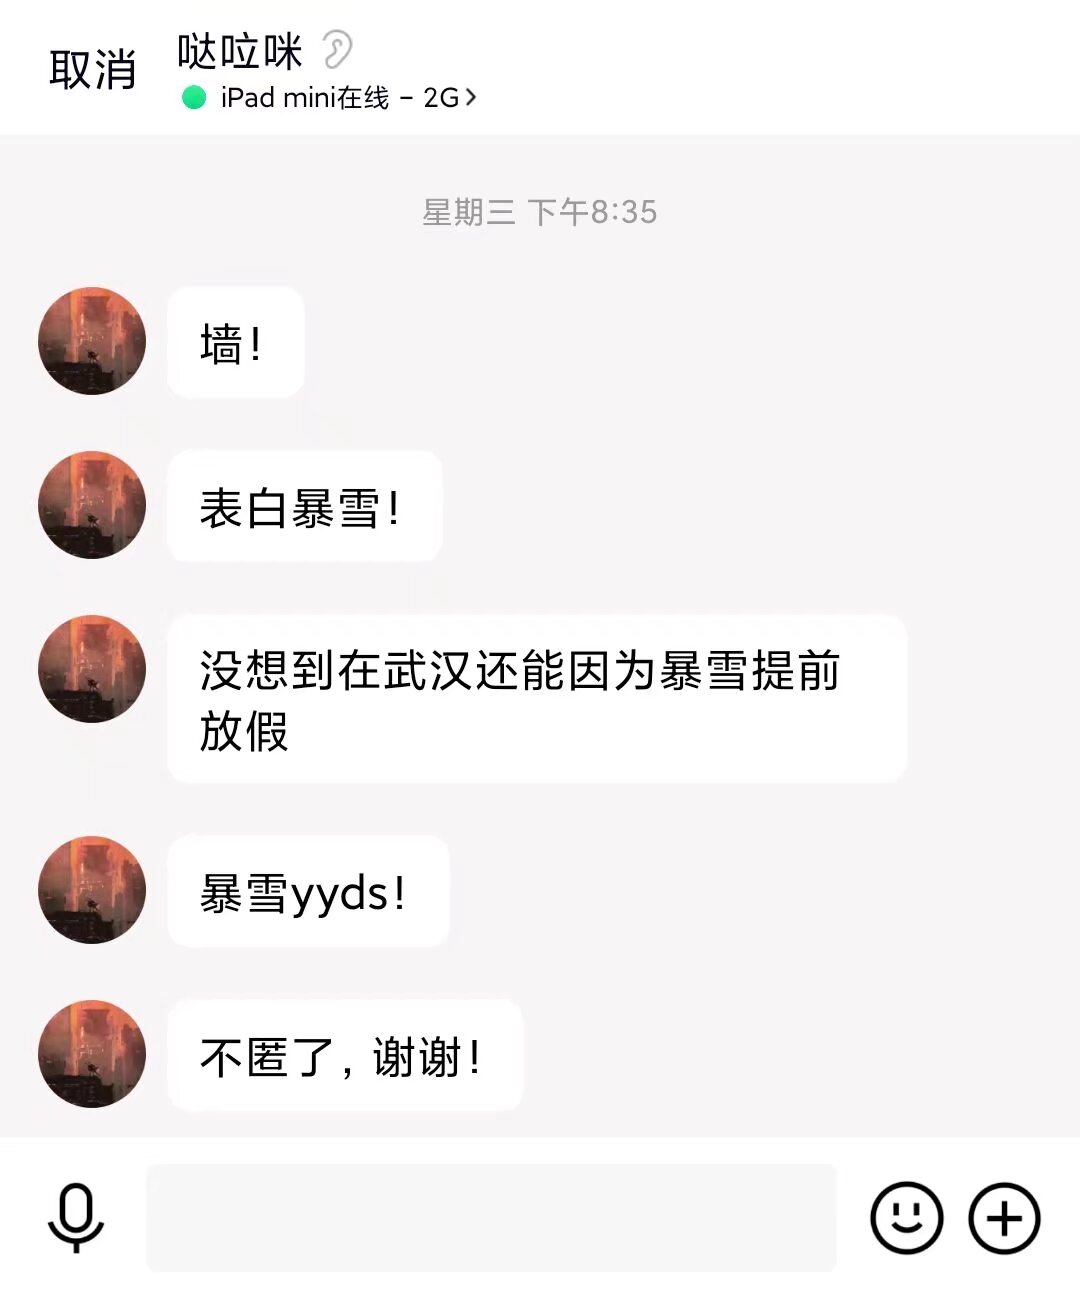 取消
哒咝咪
iPad mini在线 - 2G>
星期三 下午8:35
墙!
表白暴雪!
没想到在武汉还能因为暴雪提前
放假
暴雪yyds!
不匿了, 谢谢!